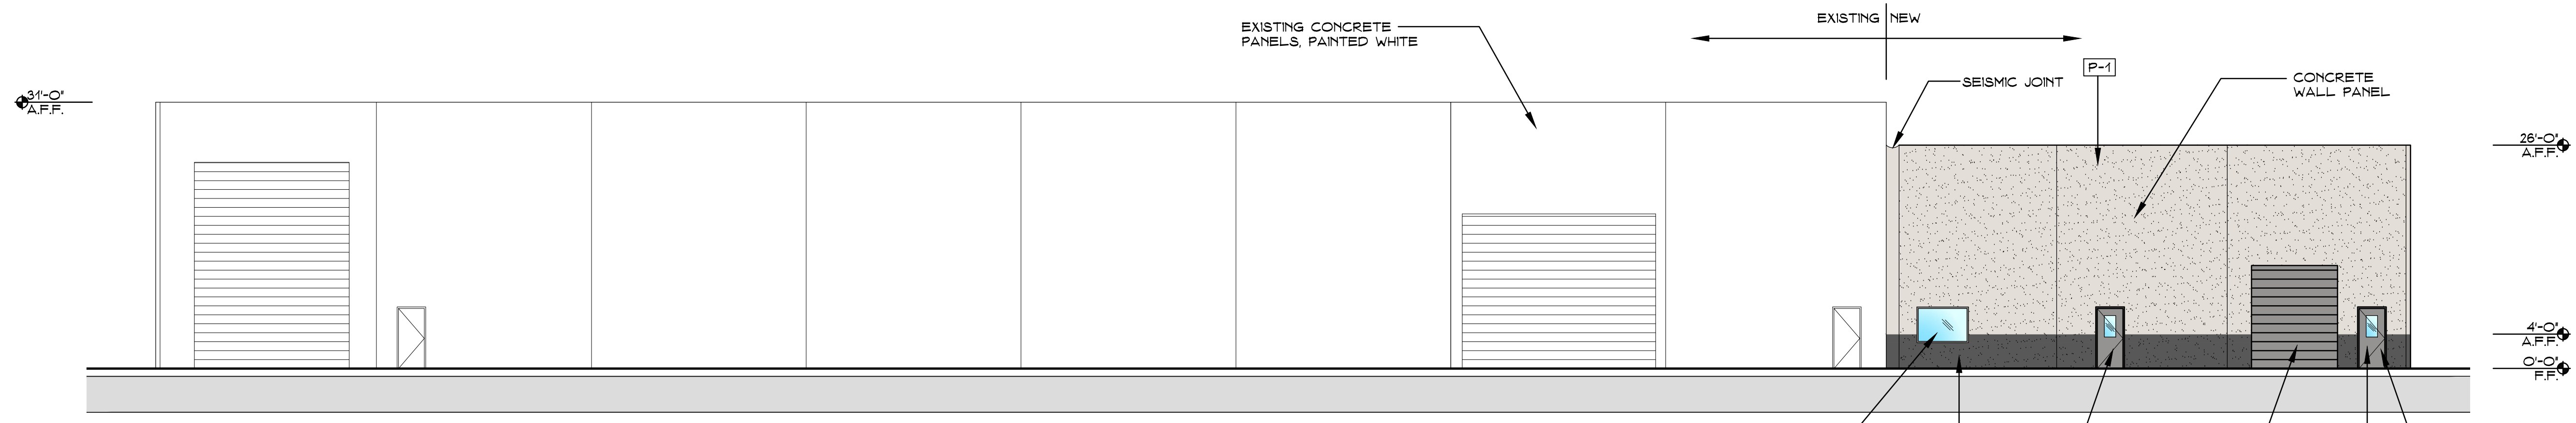 EXISTING CONCRETE
PANELS, PAINTED WHITE
EXISTING NEW
SEISMIC JOINT
P-1
CONCRETE
WALL PANEL
31'-0"
A.F.F.
26'-0"
A.F.F.
4'-0"
A.F.F.
0'-0"
F.F.